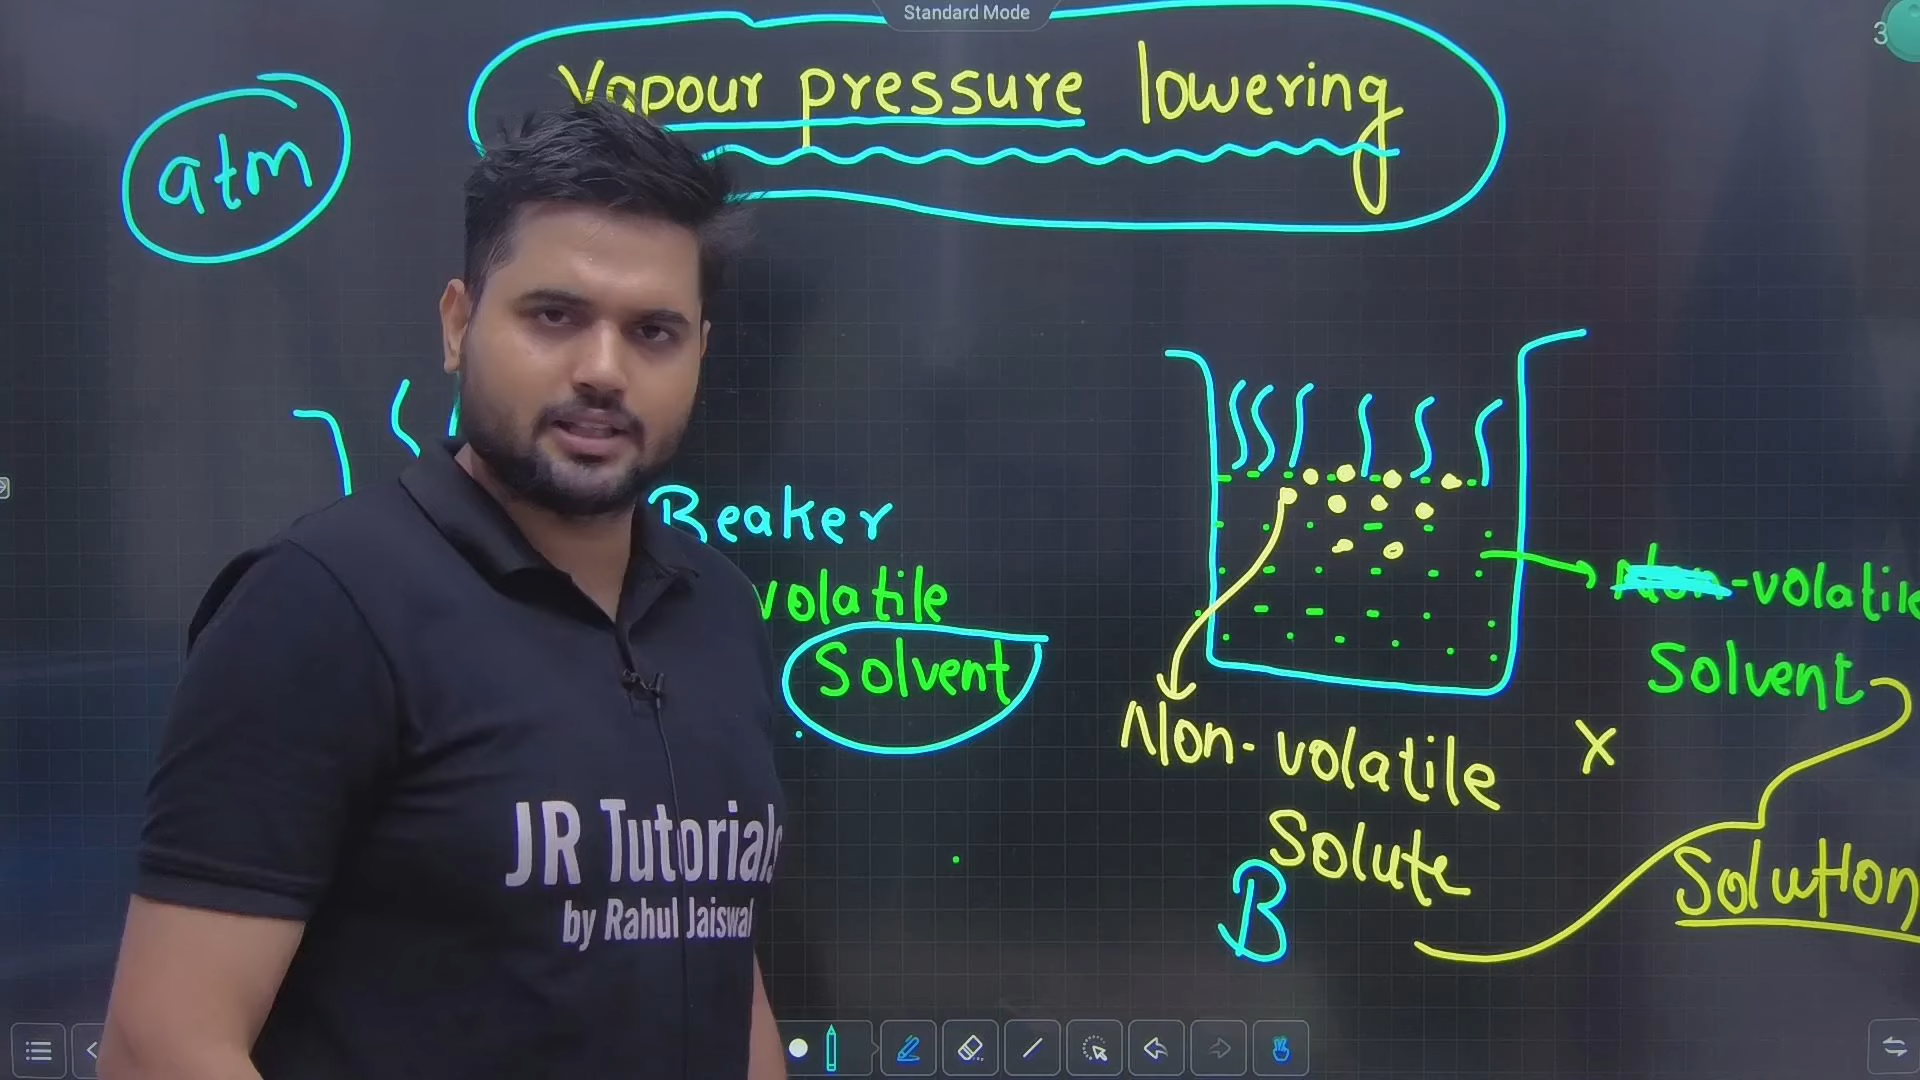 Standard Mode
3
Vapour pressure lowering
atm
Beaker
volatile
Solvent
Non-volatile
Solvent
Non-volatile
Solute
X
B
Solution
JR Tutorials
by Rahul Jaiswal